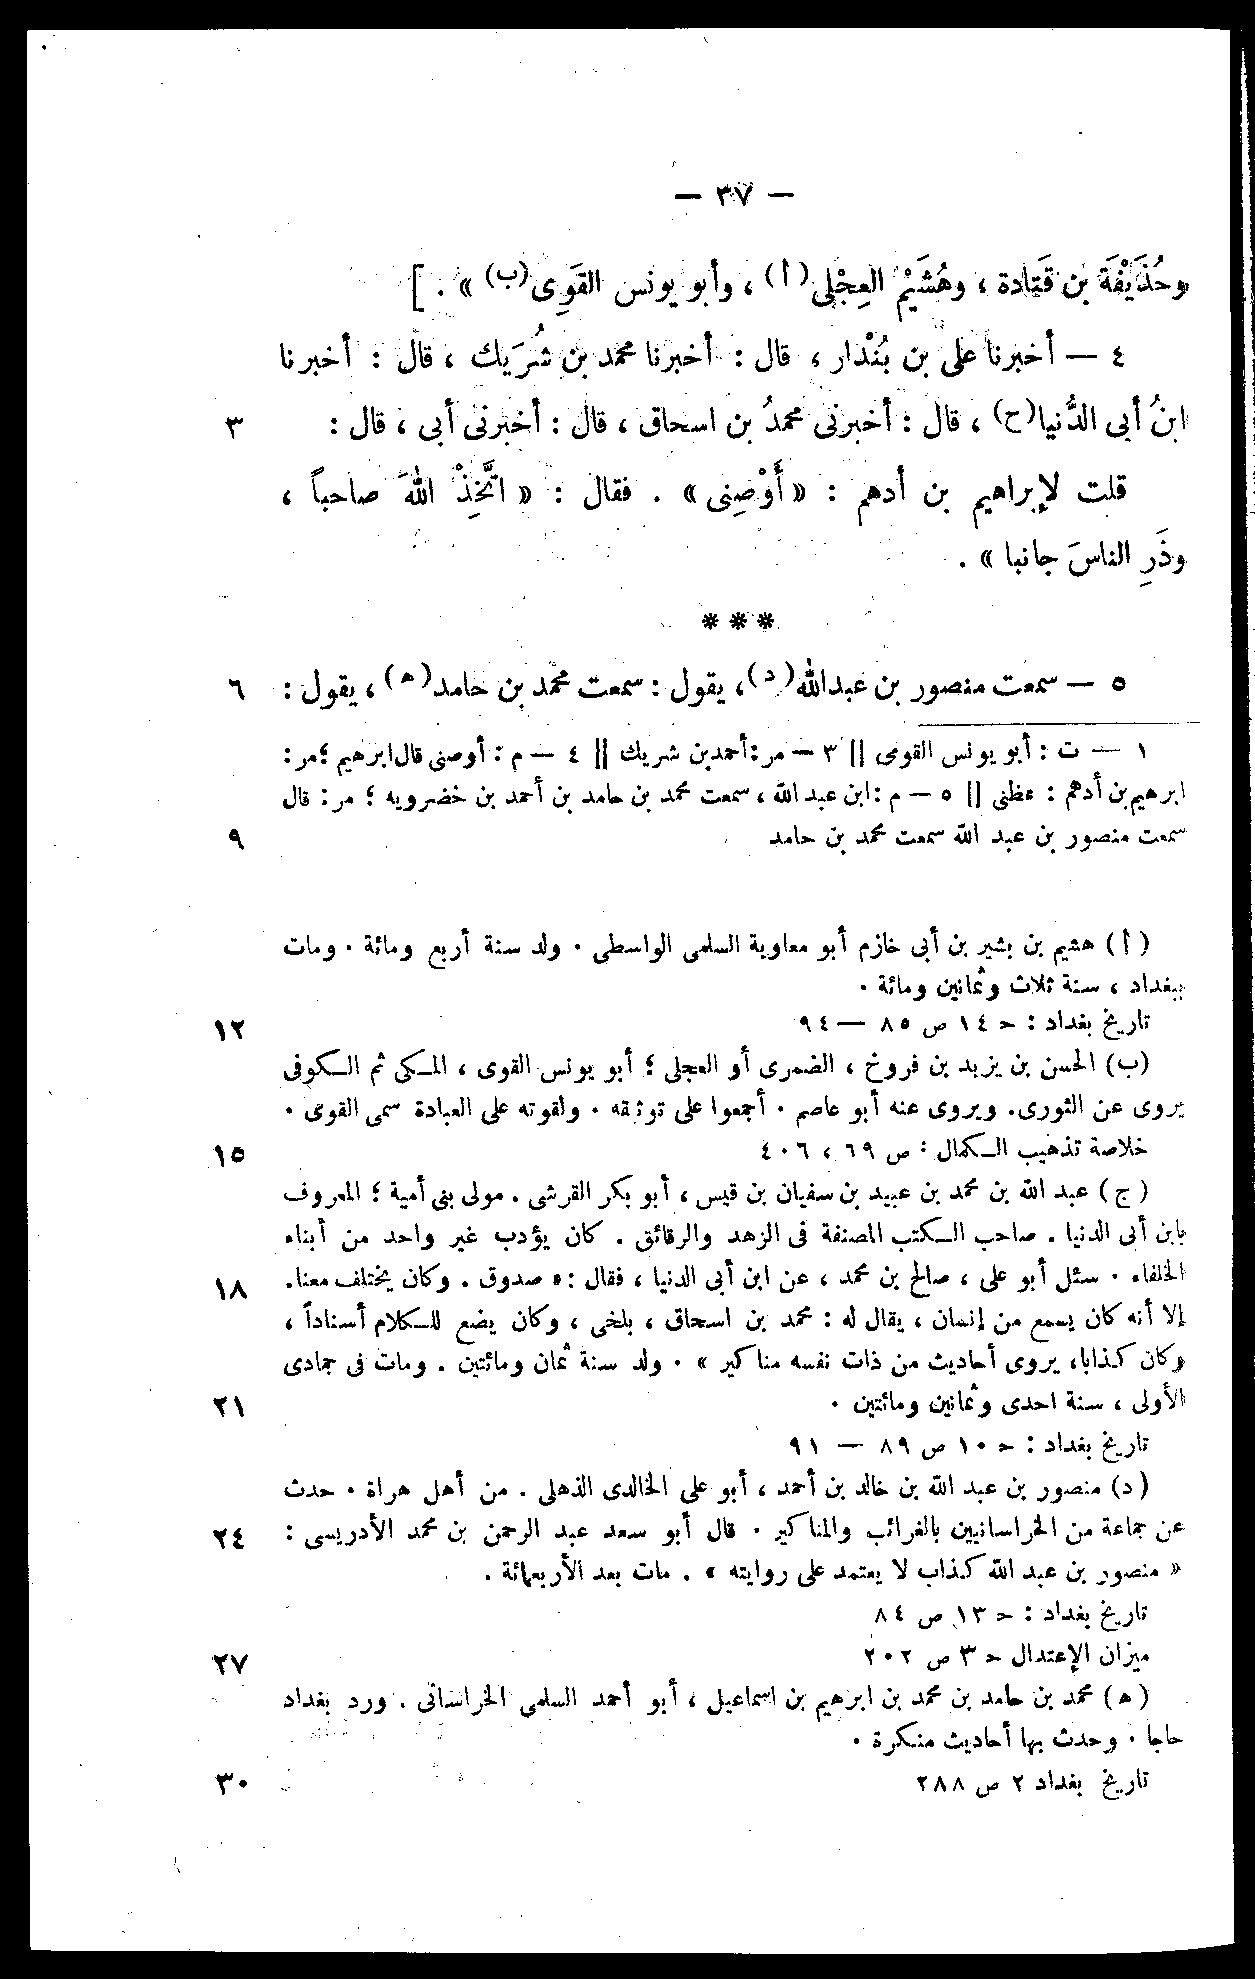 — ٣٧ —
وحُذَيْفَة بن قَتادة ، وهُشَيْم العِجْلى(أ) ، وأبو يونس القَوِى(ب) » . ]
٤ — أخبرنا على بن بُنْدار ، قال : أخبرنا محمد بن شُرَيك ، قال : أخبرنا
ابنُ أبى الدُّنيا(ح) ، قال : أخبرنى محمدُ بن اسحاق ، قال : أخبرنى أبى ، قال : ٣
قلت لإبراهيم بن أدهم : « أَوْصِنى » . فقال : « اتَّخِذْ اللهَ صاحباً ،
وذَرِ الناسَ جانبا » .
***
٥ — سمعت منصور بن عبدالله(د)، يقول : سمعت محمد بن حامد(ه) ، يقول : ٦
١ — ت : أبو يونس القومى || ٣ — مر : أحمد بن شريك || ٤ — م : أوصنى قال ابرهيم ؛ مر :
ابرهيم بن أدهم : عظنى || ٥ — م : ابن عبد الله ، سمعت محمد بن حامد بن أحمد بن خضرويه ؛ مر : قال
سمعت منصور بن عبد الله سمعت محمد بن حامد ٩
(أ) هشيم بن بشير بن أبى خازم أبو معاوية السلمى الواسطى . ولد سنة أربع ومائة . ومات
ببغداد ، سنة ثلاث وثمانين ومائة .
تاريخ بغداد : ح ١٤ ص ٨٥ — ٩٤ ١٢
(ب) الحسن بن يزيد بن فروخ ، الضمرى أو العجلى ؛ أبو يونس القوى ، المكى ثم الكوفى
يروى عن الثورى . ويروى عنه أبو عاصم . أجمعوا على توثيقه . ولقوته على العبادة سمى القوى .
خلاصة تذهيب الكمال : ص ٦٩ ، ٤٠٦ ١٥
(ج) عبد الله بن محمد بن عبيد بن سفيان بن قيس ، أبو بكر القرشى . مولى بنى أمية ؛ المعروف
بابن أبى الدنيا . صاحب الكتب المصنفة فى الزهد والرقائق . كان يؤدب غير واحد من أبناء
الخلفاء . سئل أبو على ، صالح بن محمد ، عن ابن أبى الدنيا ، فقال : « صدوق . وكان يختلف معنا. ١٨
إلا أنه كان يسمع من إنسان ، يقال له : محمد بن اسحاق ، بلخى ، وكان يضع للكلام أسناداً ،
وكان كذابا، يروى أحاديث من ذات نفسه مناكير » . ولد سنة ثمان ومائتين . ومات فى جمادى
الأولى ، سنة احدى وثمانين ومائتين . ٢١
تاريخ بغداد : ح ١٠ ص ٨٩ — ٩١
(د) منصور بن عبد الله بن خالد بن أحمد ، أبو على الخالدى الذهلى . من أهل هراة . حدث
عن جماعة من الخراسانيين بالغرائب والمناكير . قال أبو سعد عبد الرحمن بن محمد الأدريسى : ٢٤
« منصور بن عبد الله كذاب لا يعتمد على روايته » . مات بعد الأربعمائة .
تاريخ بغداد : ح ١٣ ص ٨٤
ميزان الإعتدال ح ٣ ص ٢٠٢ ٢٧
(ه) محمد بن حامد بن محمد بن ابرهيم بن اسماعيل ، أبو أحمد السلمى الخراسانى . ورد بغداد
حاجا . وحدث بها أحاديث منكرة .
تاريخ بغداد ٢ ص ٢٨٨ ٣٠